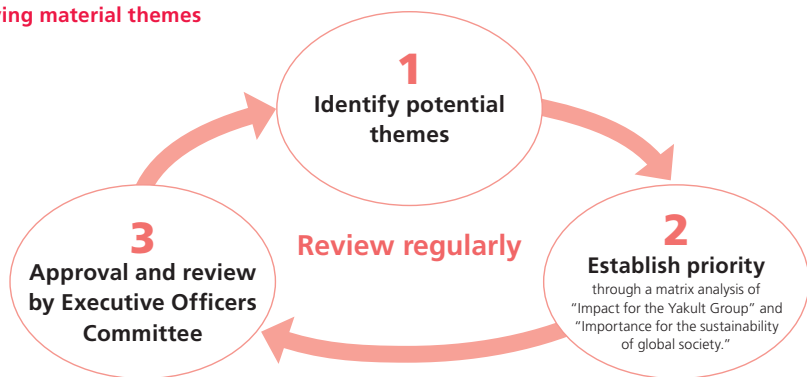 ing material themes
1
Identify potential
themes
2
Establish priority
through a matrix analysis of
“Impact for the Yakult Group” and
“Importance for the sustainability
of global society.”
3
Approval and review
by Executive Officers
Committee
Review regularly